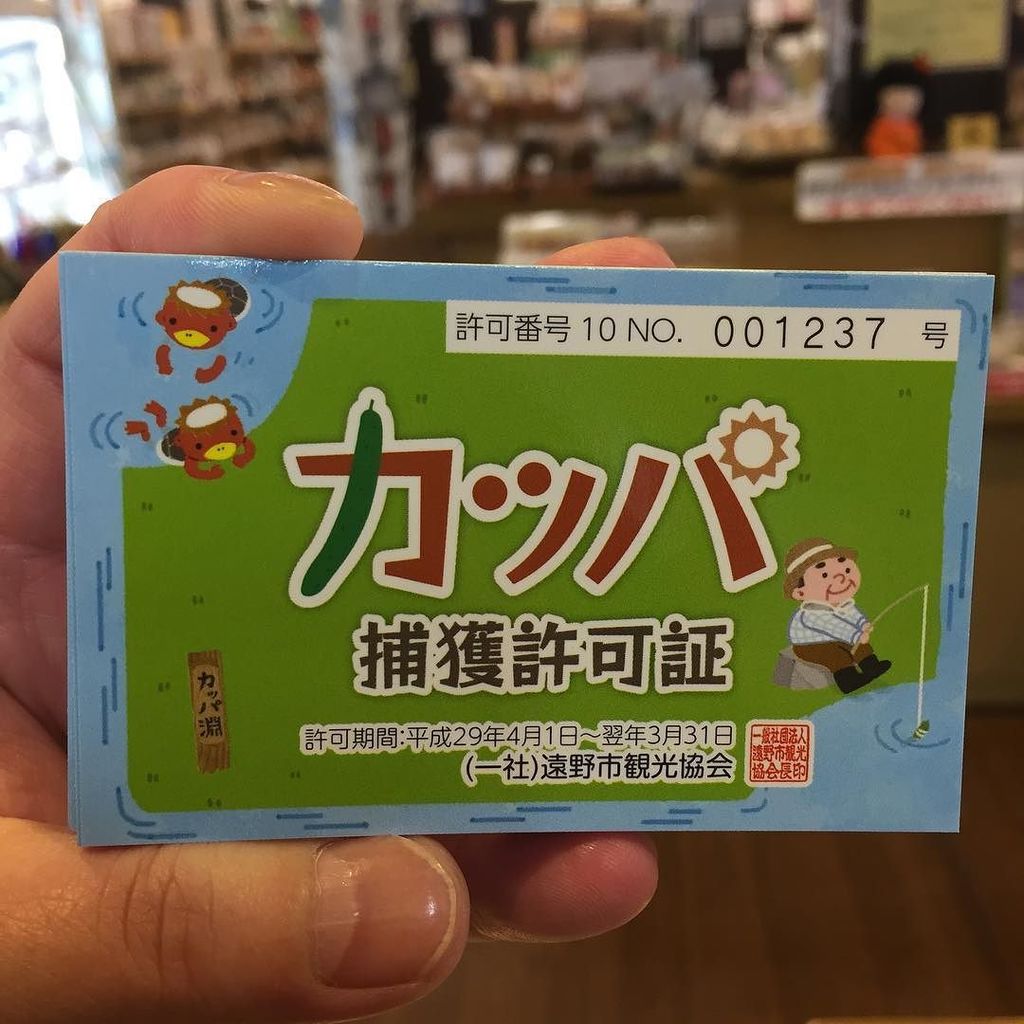 許可番号 10 NO. 001237 号
カッパ
捕獲許可証
カッパ淵
許可期間:平成29年4月1日~翌年3月31日
(一社)遠野市観光協会
一般社団法人
遠野市観光
協会長印